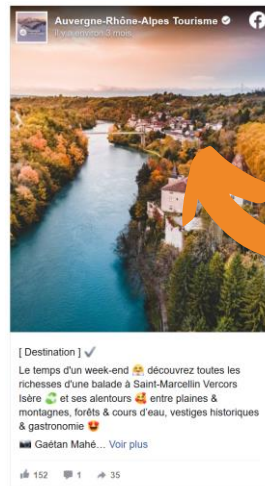 Auvergne-Rhône-Alpes Tourisme
Il y a environ 3 mois
[ Destination ] ✔️
Le temps d'un week-end 🤗 découvrez toutes les
richesses d'une balade à Saint-Marcellin Vercors
Isère 🍃 et ses alentours 🥰 entre plaines &
montagnes, forêts & cours d'eau, vestiges historiques
& gastronomie 😍
📸 Gaétan Mahé… Voir plus
152 1 35